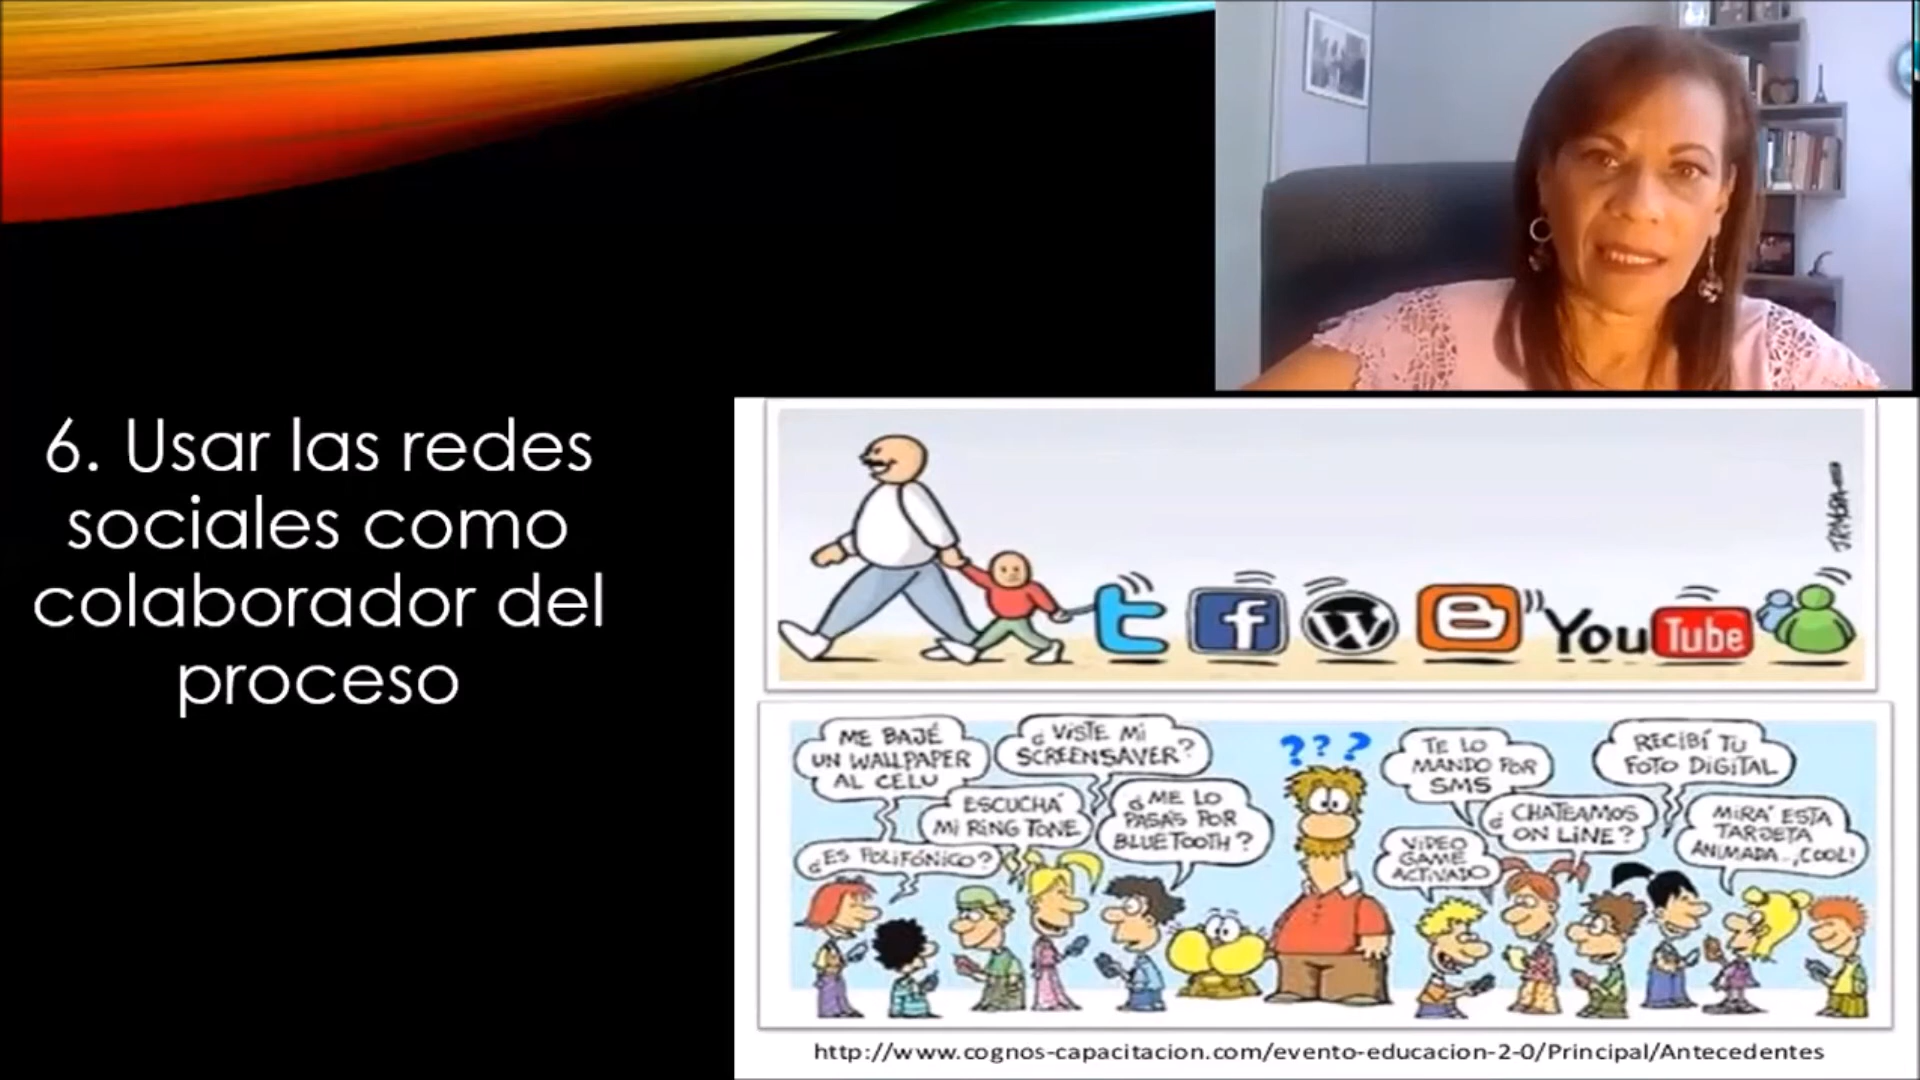 6. Usar las redes
sociales como
colaborador del
proceso
f
W
B
You Tube
ME BAJÉ
UN WALLPAPER
AL CELU
¿VISTE MI
SCREENSAVER?
ESCUCHÁ
MI RING TONE
¿ME LO
PASÁS POR
BLUETOOTH?
¿ES POLIFÓNICO?
???
TE LO
MANDO POR
SMS
RECIBÍ TU
FOTO DIGITAL
¿CHATEAMOS
ON LINE?
MIRÁ ESTA
TARJETA
ANIMADA..¡COOL!
VIDEO
GAME
ACTIVADO
http://www.cognos-capacitacion.com/evento-educacion-2-0/Principal/Antecedentes